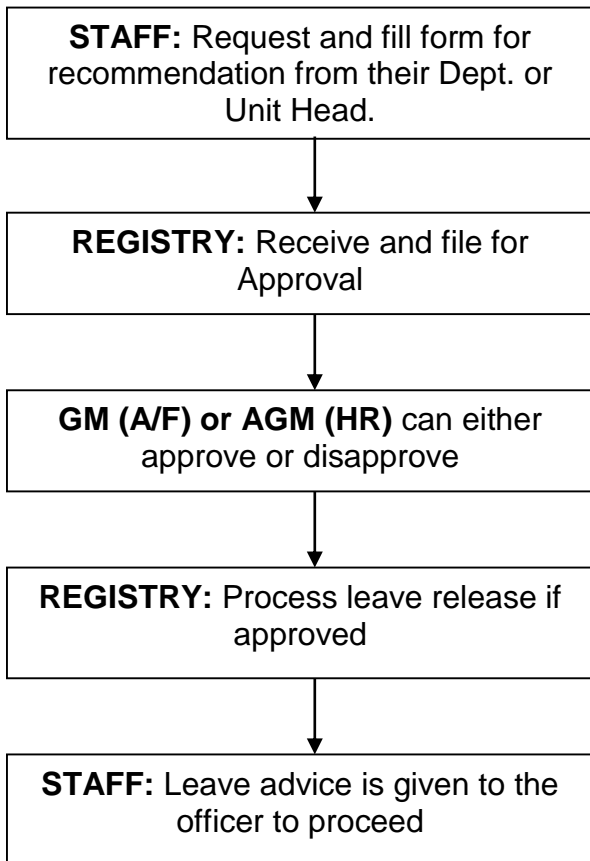 STAFF: Request and fill form for
recommendation from their Dept. or
Unit Head.
REGISTRY: Receive and file for
Approval
GM (A/F) or AGM (HR) can either
approve or disapprove
REGISTRY: Process leave release if
approved
STAFF: Leave advice is given to the
officer to proceed